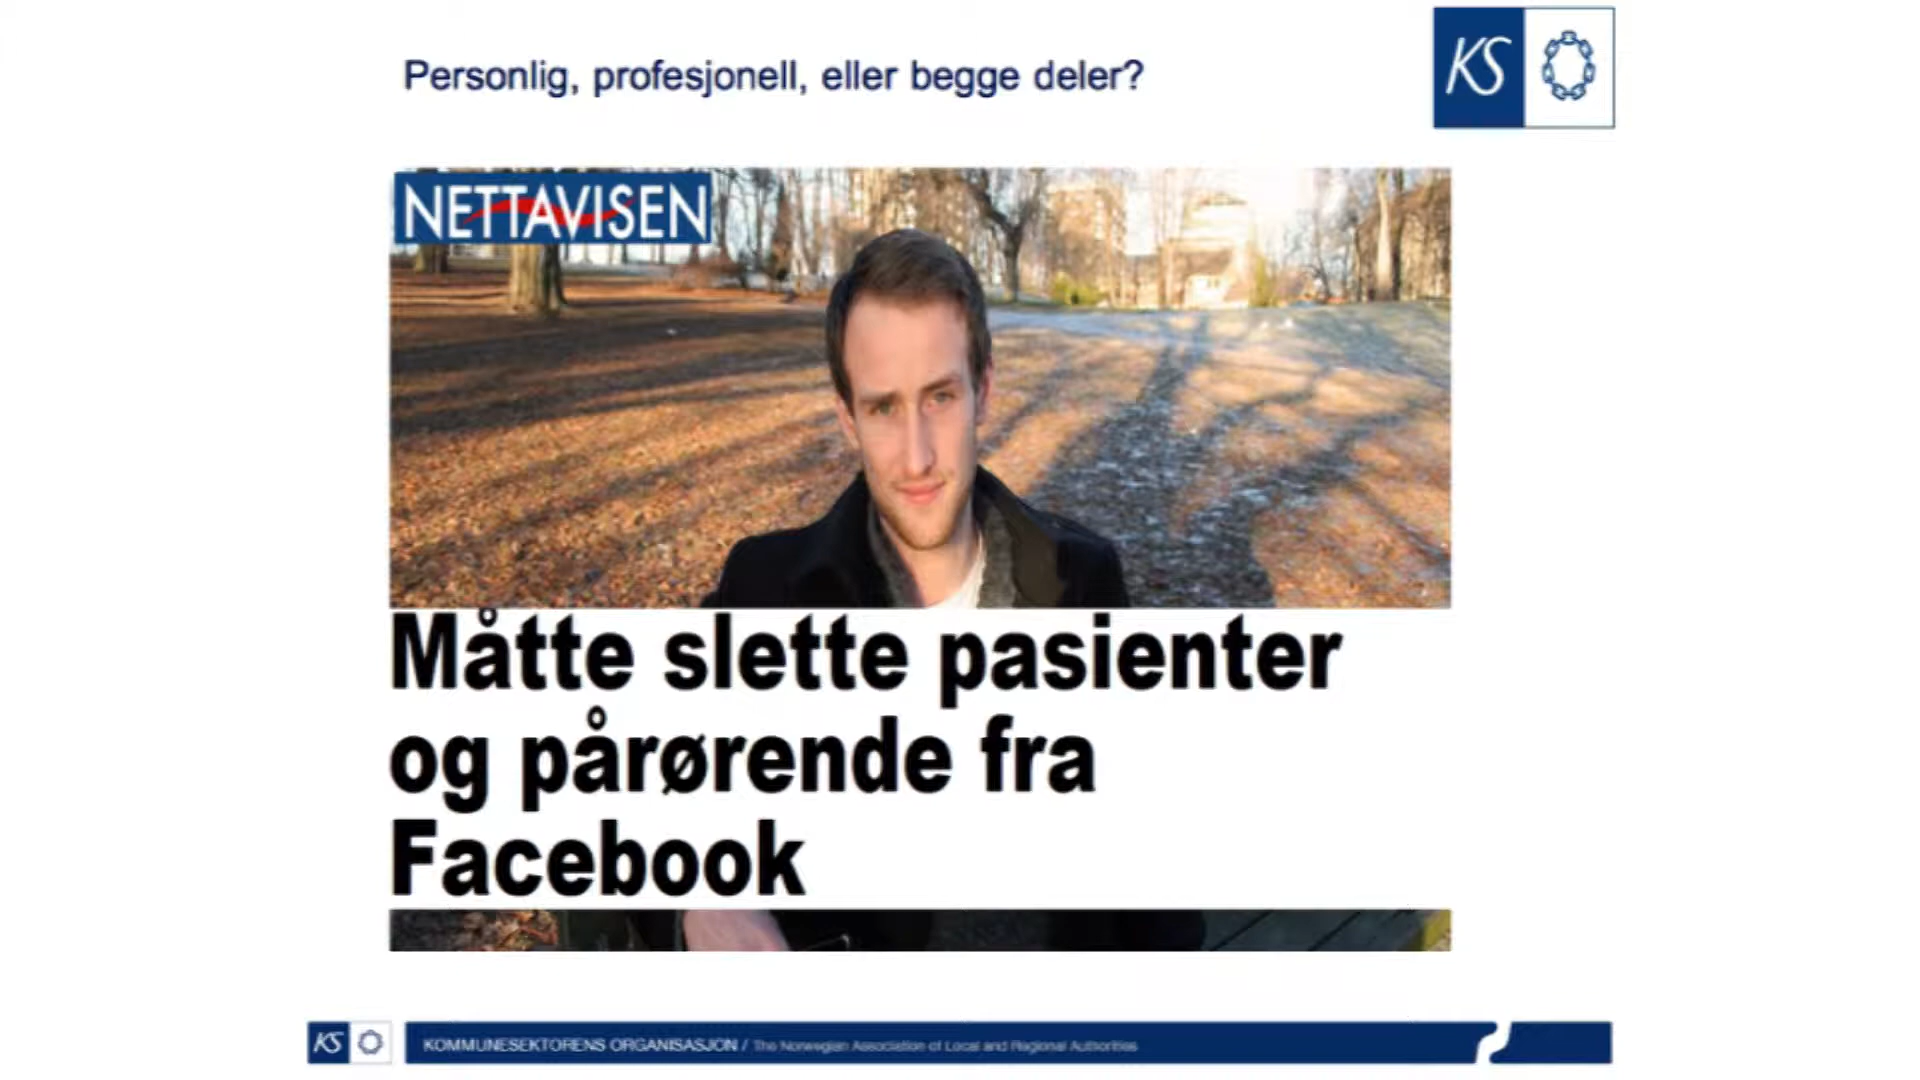 Personlig, profesjonell, eller begge deler?
KS
NETTAVISEN
Måtte slette pasienter
og pårørende fra
Facebook
KS
KOMMUNESEKTORENS ORGANISASJON / The Norwegian Association of Local and Regional Authorities